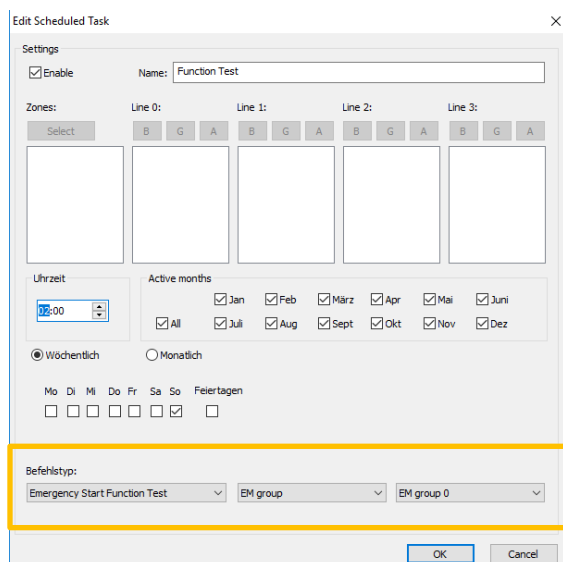 Edit Scheduled Task
Settings
Enable Name: Function Test
Zones: Line 0: Line 1: Line 2: Line 3:
Select B G A B G A B G A B G A
Uhrzeit Active months
02:00
Jan Feb März Apr Mai Juni
All Juli Aug Sept Okt Nov Dez
Wöchentlich Monatlich
Mo Di Mi Do Fr Sa So Feiertagen
Befehlstyp:
Emergency Start Function Test EM group EM group 0
OK Cancel